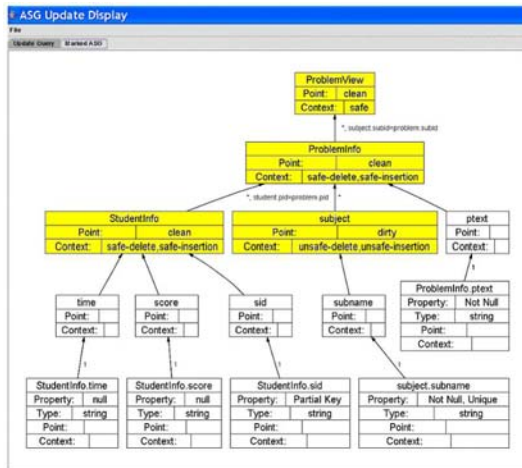 ASG Update Display
File
Update Query Marked ASG
ProblemView
Point: clean
Context: safe
*, subject.subid=problem.subid
ProblemInfo
Point: clean
Context: safe-delete,safe-insertion
*, student.pid=problem.pid *
StudentInfo subject ptext
Point: clean Point: dirty Point:
Context: safe-delete,safe-insertion Context: unsafe-delete,unsafe-insertion Context:
1
time score sid subname ProblemInfo.ptext
Point: Point: Point: Point: Property: Not Null
Context: Context: Context: Context: Type: string
Point:
Context:
1 1 1 1
StudentInfo.time StudentInfo.score StudentInfo.sid subject.subname
Property: null Property: null Property: Partial Key Property: Not Null, Unique
Type: string Type: string Type: string Type: string
Point: Point: Point: Point:
Context: Context: Context: Context: